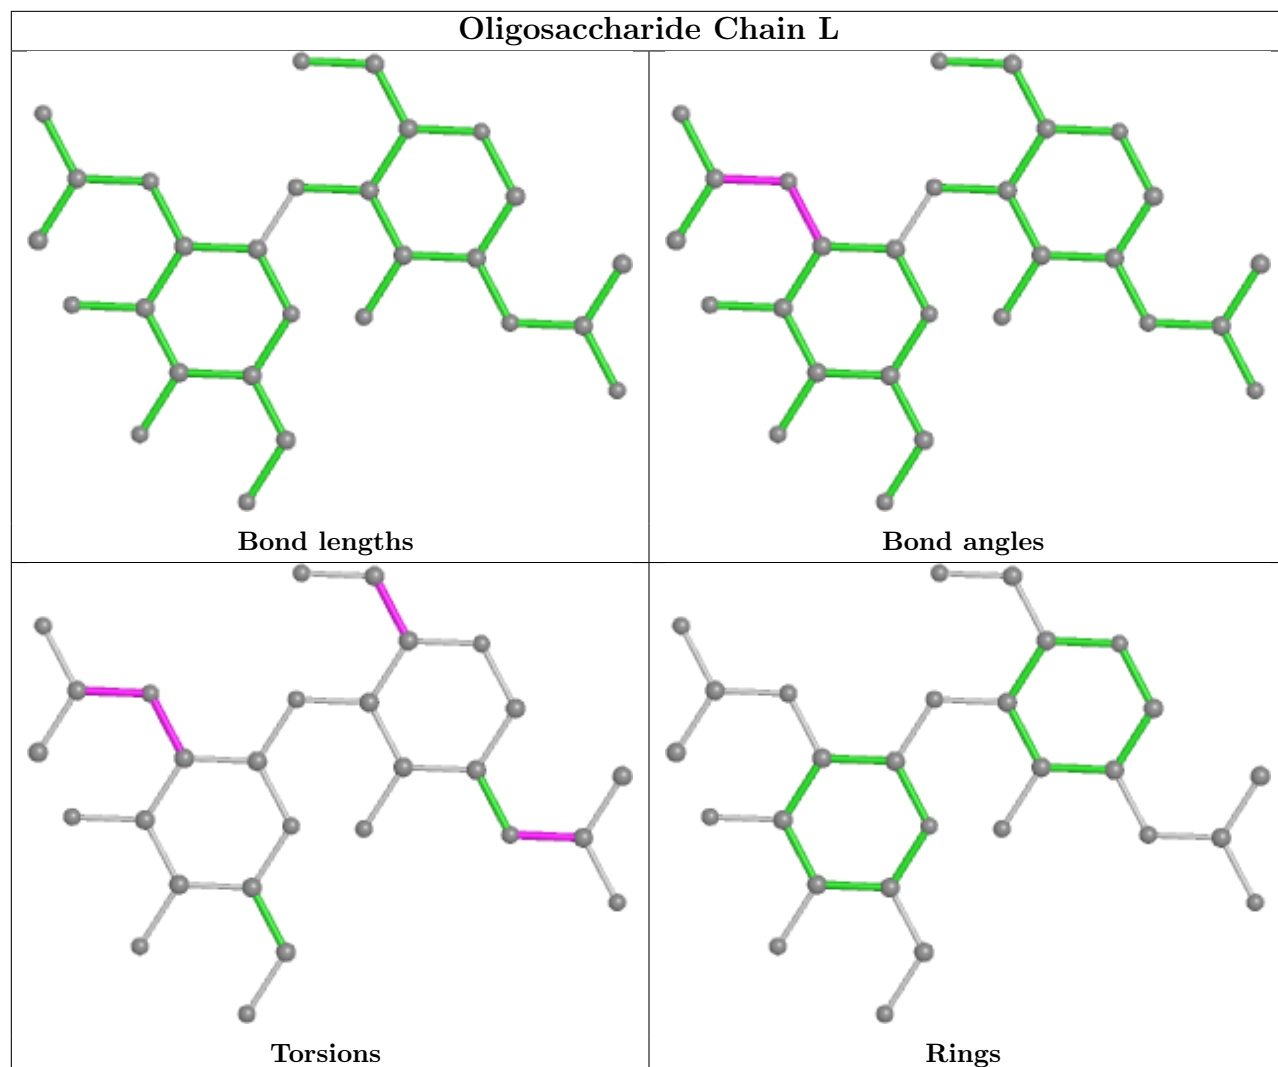 Oligosaccharide Chain L
Bond lengths
Bond angles
Torsions
Rings